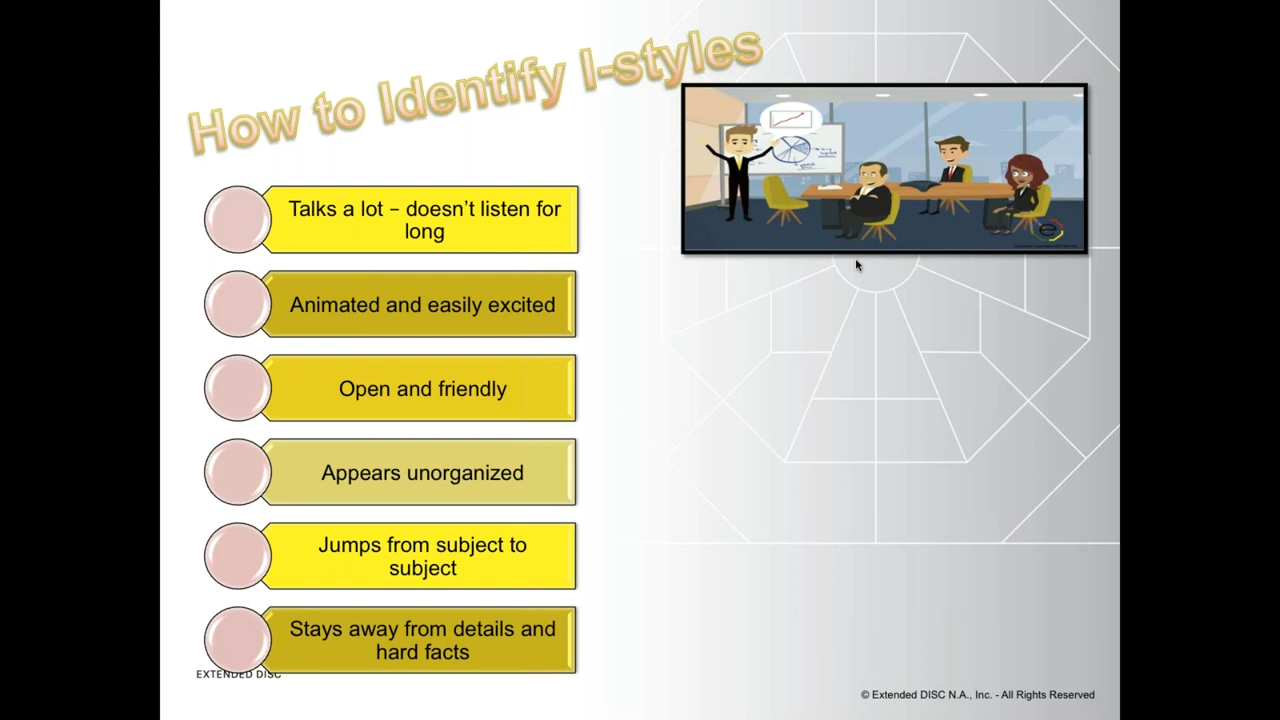 How to Identify I-styles
Talks a lot – doesn't listen for
long
Animated and easily excited
Open and friendly
Appears unorganized
Jumps from subject to
subject
Stays away from details and
hard facts
EXTENDED DISC
© Extended DISC N.A., Inc. - All Rights Reserved